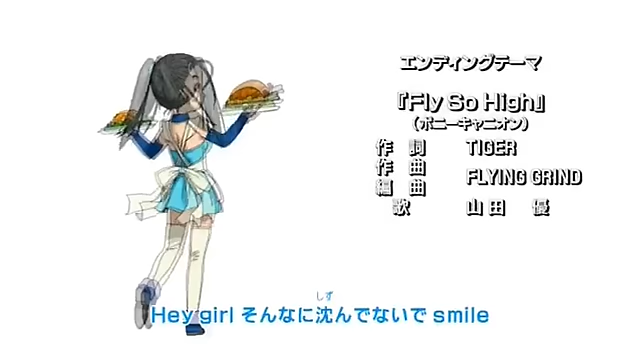 エンディングテーマ
『Fly So High』
(ポニーキャニオン)
作詞 TIGER
作曲
編曲 FLYING GRIND
歌 山田 優
しず
Hey girl そんなに沈んでないで smile